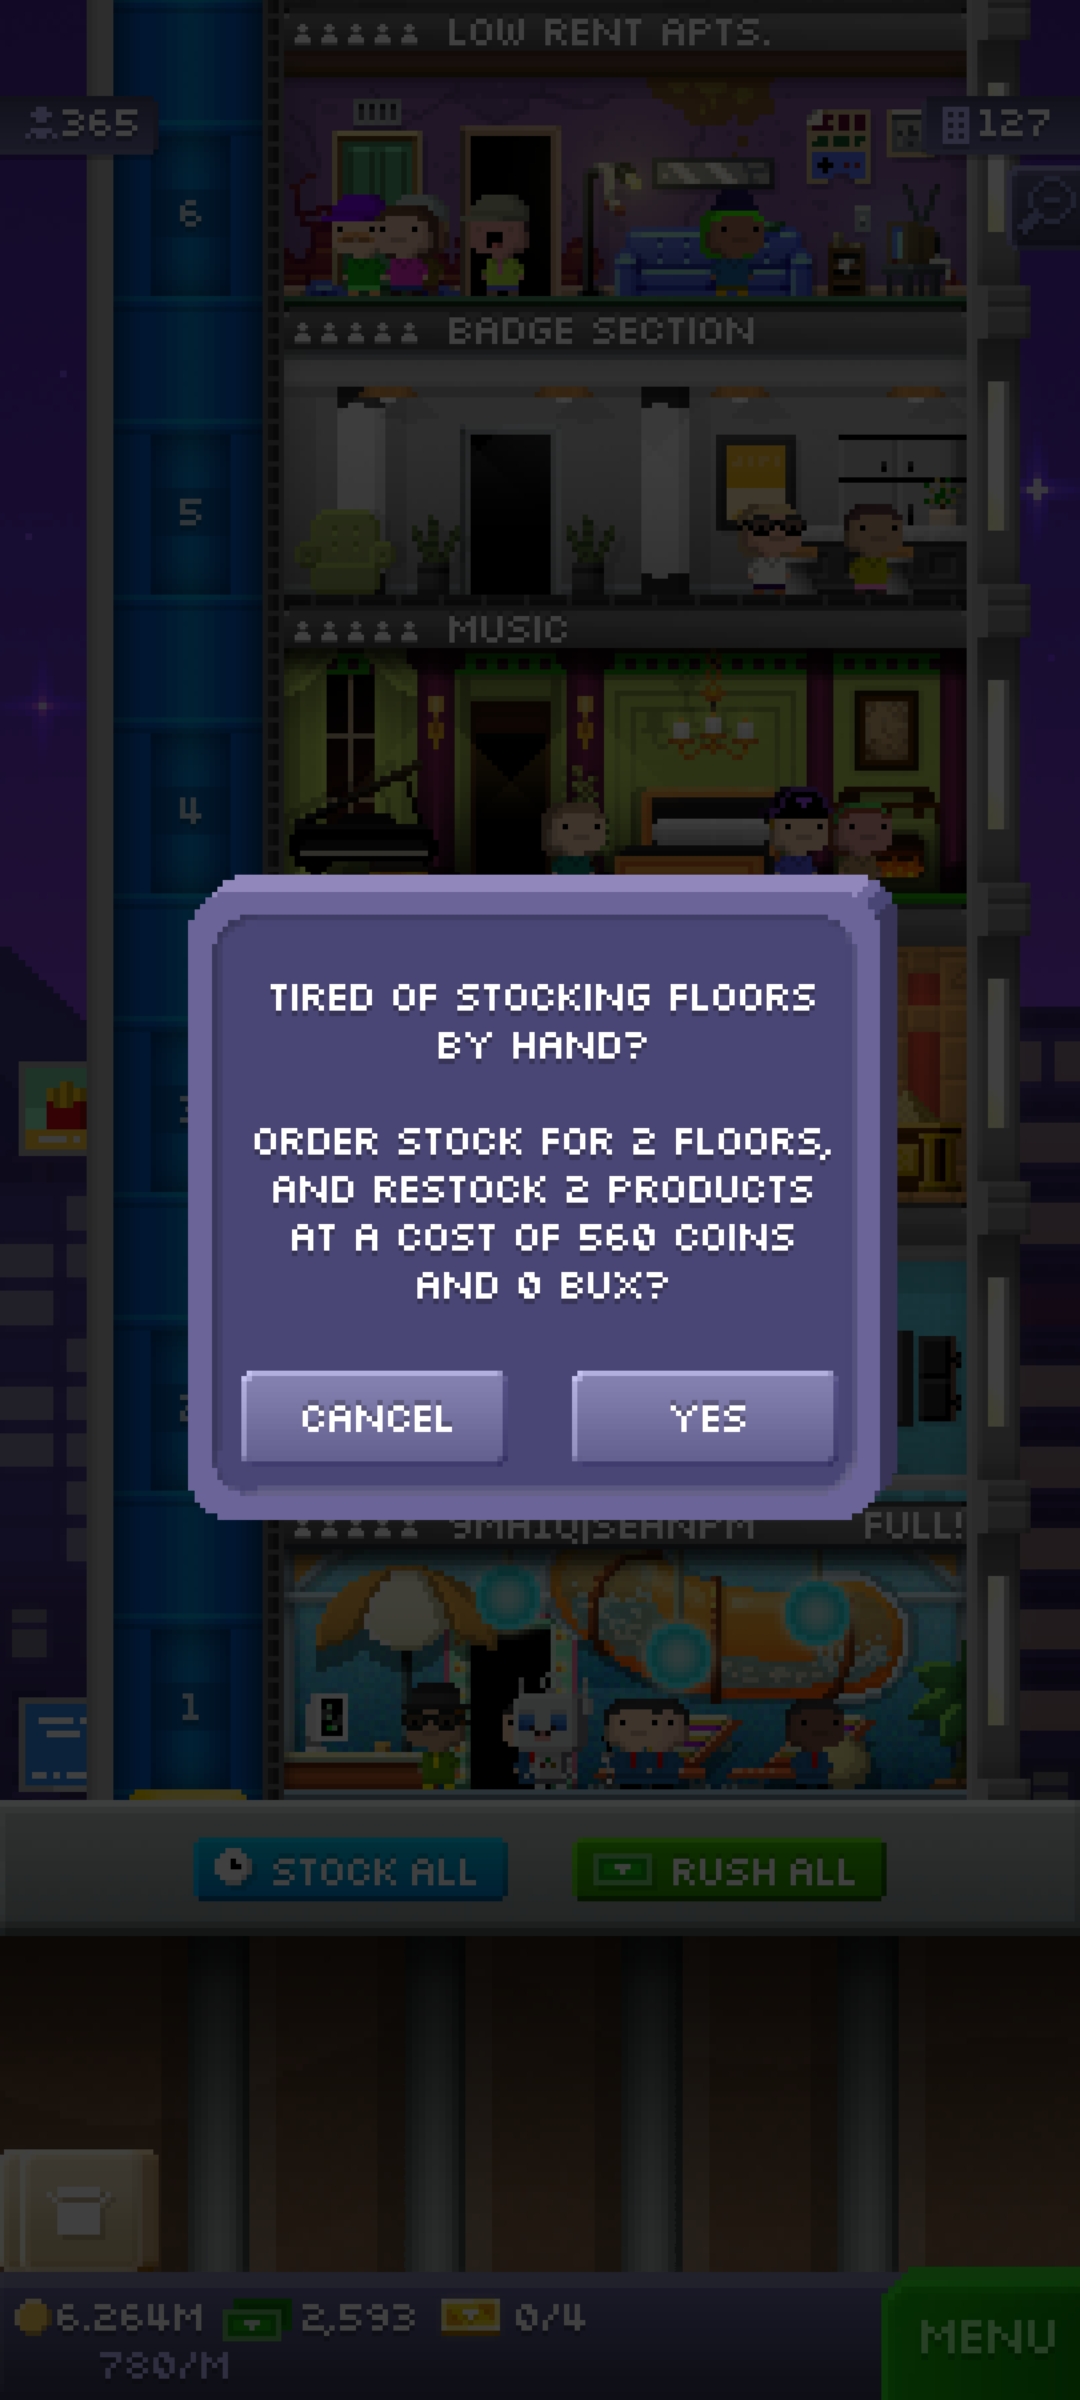 LOW RENT APTS.
365
127
6
BADGE SECTION
5
MUSIC
4
TIRED OF STOCKING FLOORS
BY HAND?
ORDER STOCK FOR 2 FLOORS,
AND RESTOCK 2 PRODUCTS
AT A COST OF 560 COINS
AND 0 BUX?
CANCEL
YES
FULL!
1
STOCK ALL
RUSH ALL
6.264M
2,593
0/4
MENU
780/M